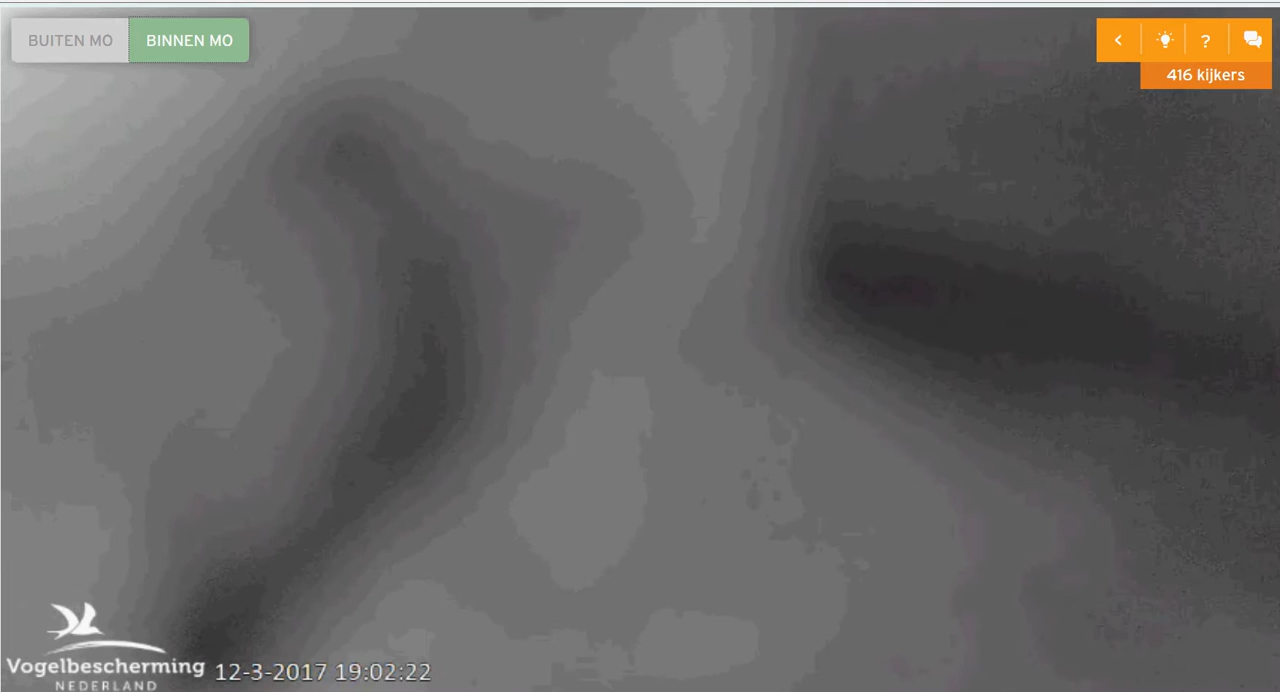 BUITEN MO
BINNEN MO
?
416 kijkers
Vogelbescherming
NEDERLAND
12-3-2017 19:02:22